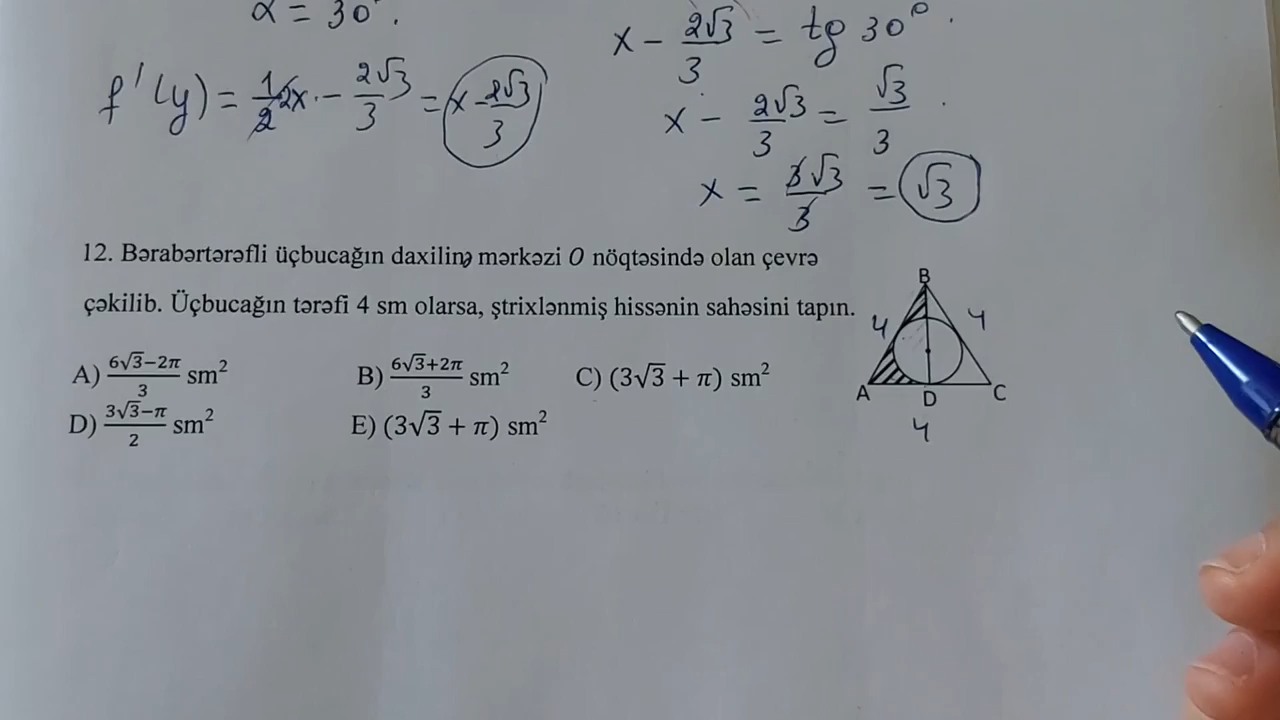 α = 30°.
f'(y) = 1/2 2x - 2√3/3 = x - 2√3/3
x - 2√3/3 = tg 30°.
x - 2√3/3 = √3/3.
x = 3√3/3 = √3
12. Bərabərtərəfli üçbucağın daxilinə mərkəzi O nöqtəsində olan çevrə
çəkilib. Üçbucağın tərəfi 4 sm olarsa, ştrixlənmiş hissənin sahəsini tapın.
A) (6√3−2π)/3 sm² B) (6√3+2π)/3 sm² C) (3√3 + π) sm²
D) (3√3−π)/2 sm² E) (3√3 + π) sm²
B
4 4
A D C
4